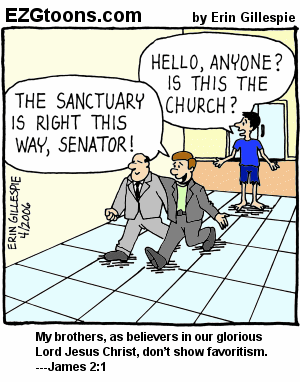 EZGtoons.com
by Erin Gillespie
HELLO, ANYONE?
IS THIS THE
CHURCH?
THE SANCTUARY
IS RIGHT THIS
WAY, SENATOR!
ERIN GILLESPIE
4/2006
My brothers, as believers in our glorious
Lord Jesus Christ, don't show favoritism.
---James 2:1